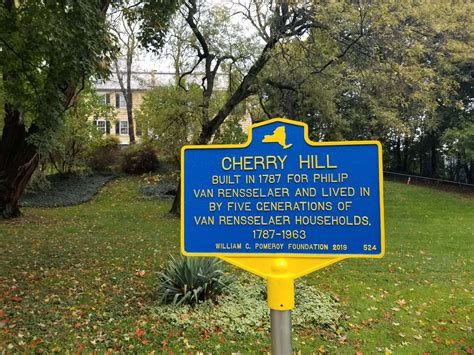 CHERRY HILL
BUILT IN 1787 FOR PHILIP
VAN RENSSELAER AND LIVED IN
BY FIVE GENERATIONS OF
VAN RENSSELAER HOUSEHOLDS,
1787-1963
WILLIAM G. POMEROY FOUNDATION 2019 524